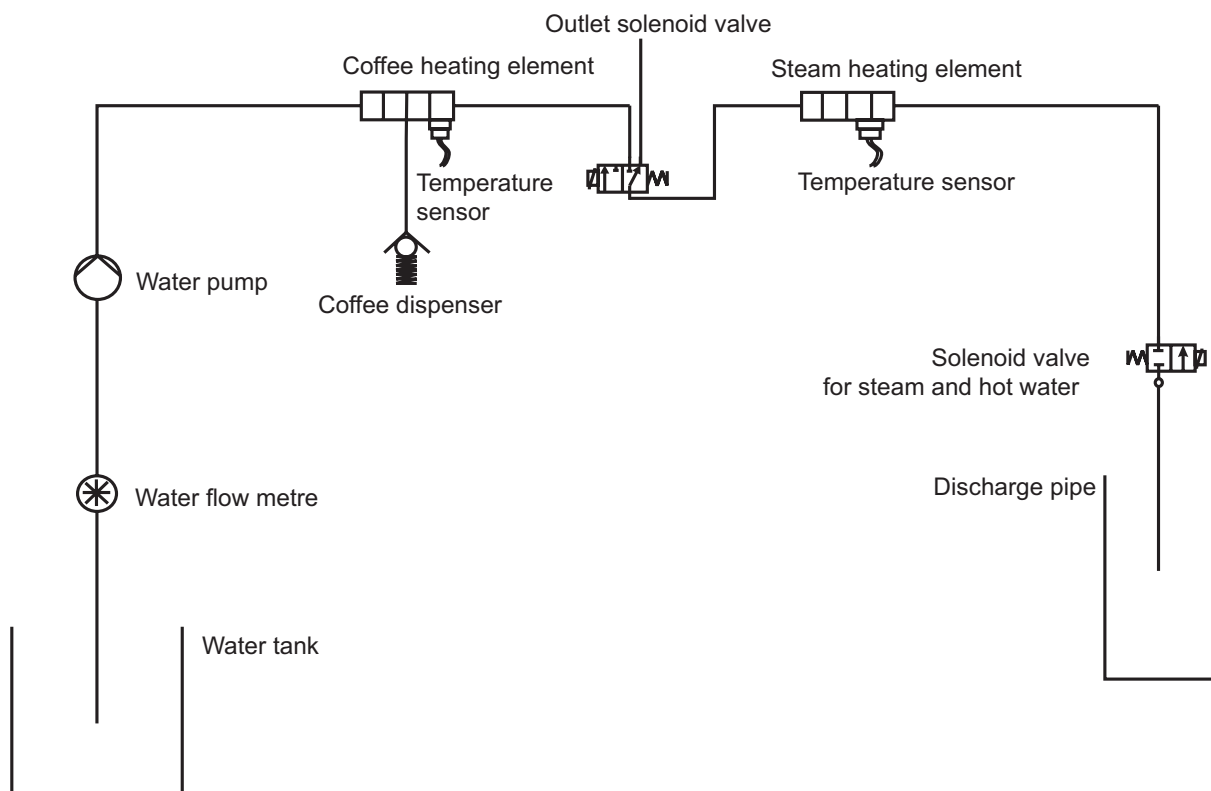 Outlet solenoid valve
Coffee heating element
Steam heating element
Temperature
sensor
Temperature sensor
Water pump
Coffee dispenser
Solenoid valve
for steam and hot water
Discharge pipe
Water flow metre
Water tank